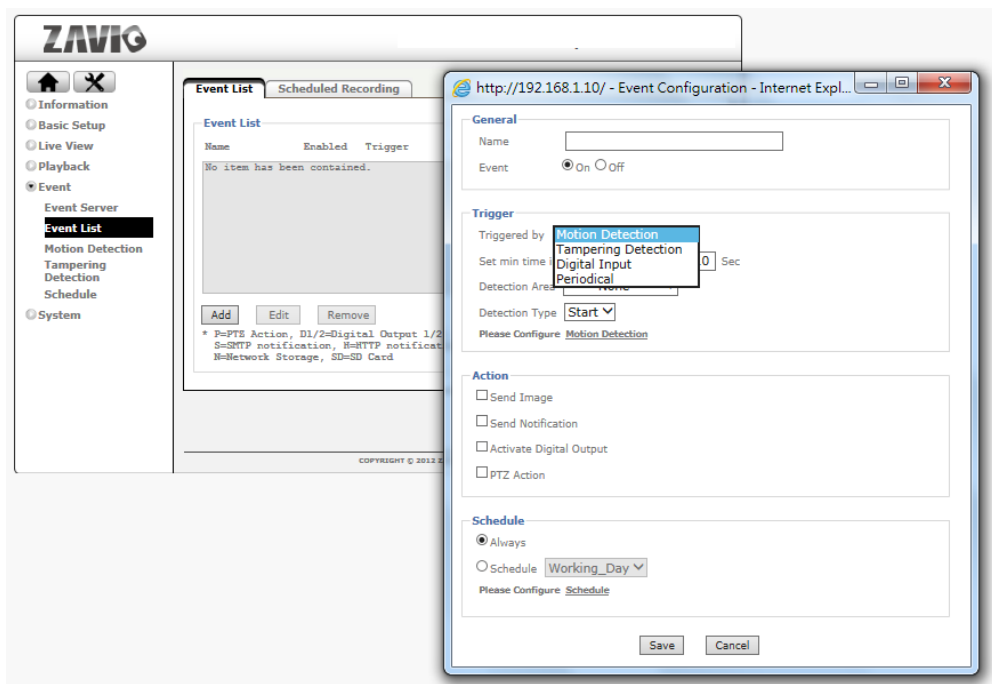 ZAVIO
Information
Basic Setup
Live View
Playback
Event
Event Server
Event List
Motion Detection
Tampering
Detection
Schedule
System
Event List
Scheduled Recording
Event List
Name Enabled Trigger
No item has been contained.
Add Edit Remove
* P=PTZ Action, D1/2=Digital Output 1/2
S=SMTP notification, H=HTTP notificat
N=Network Storage, SD=SD Card
COPYRIGHT © 2012 Z
http://192.168.1.10/ - Event Configuration - Internet Expl...
General
Name
Event On Off
Trigger
Triggered by Motion Detection
Tampering Detection
Digital Input
Periodical
Set min time i 0 Sec
Detection Area None
Detection Type Start
Please Configure Motion Detection
Action
Send Image
Send Notification
Activate Digital Output
PTZ Action
Schedule
Always
Schedule Working_Day
Please Configure Schedule
Save Cancel